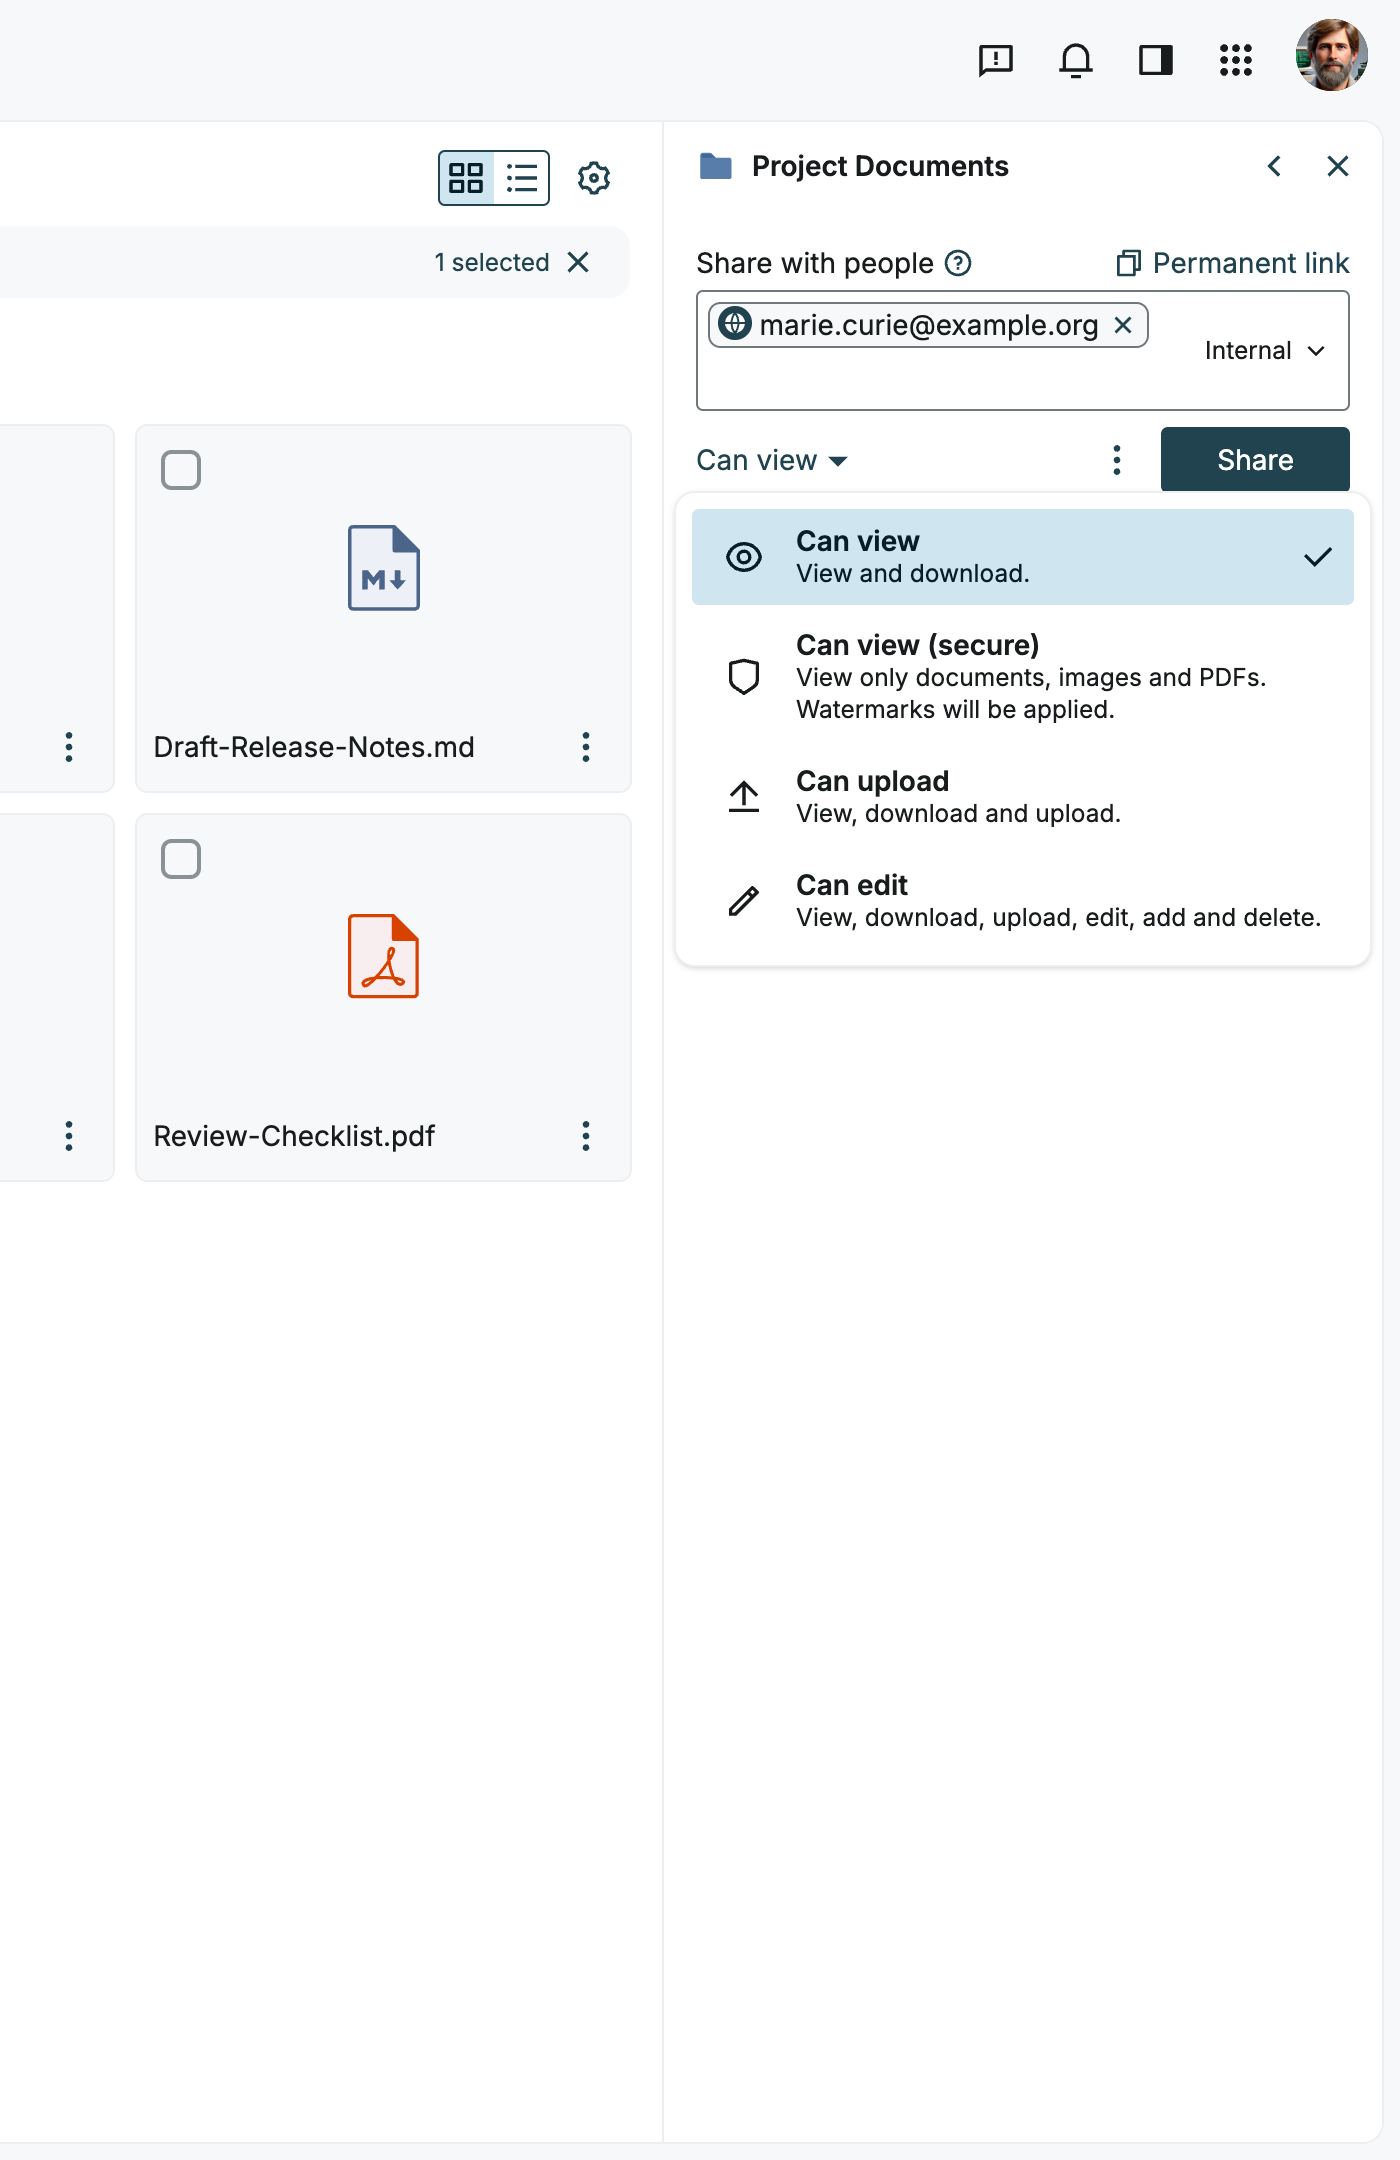 Project Documents
1 selected
Share with people
Permanent link
marie.curie@example.org
Internal
Can view
Share
Can view
View and download.
Can view (secure)
View only documents, images and PDFs.
Watermarks will be applied.
Can upload
View, download and upload.
Can edit
View, download, upload, edit, add and delete.
M
Draft-Release-Notes.md
Review-Checklist.pdf